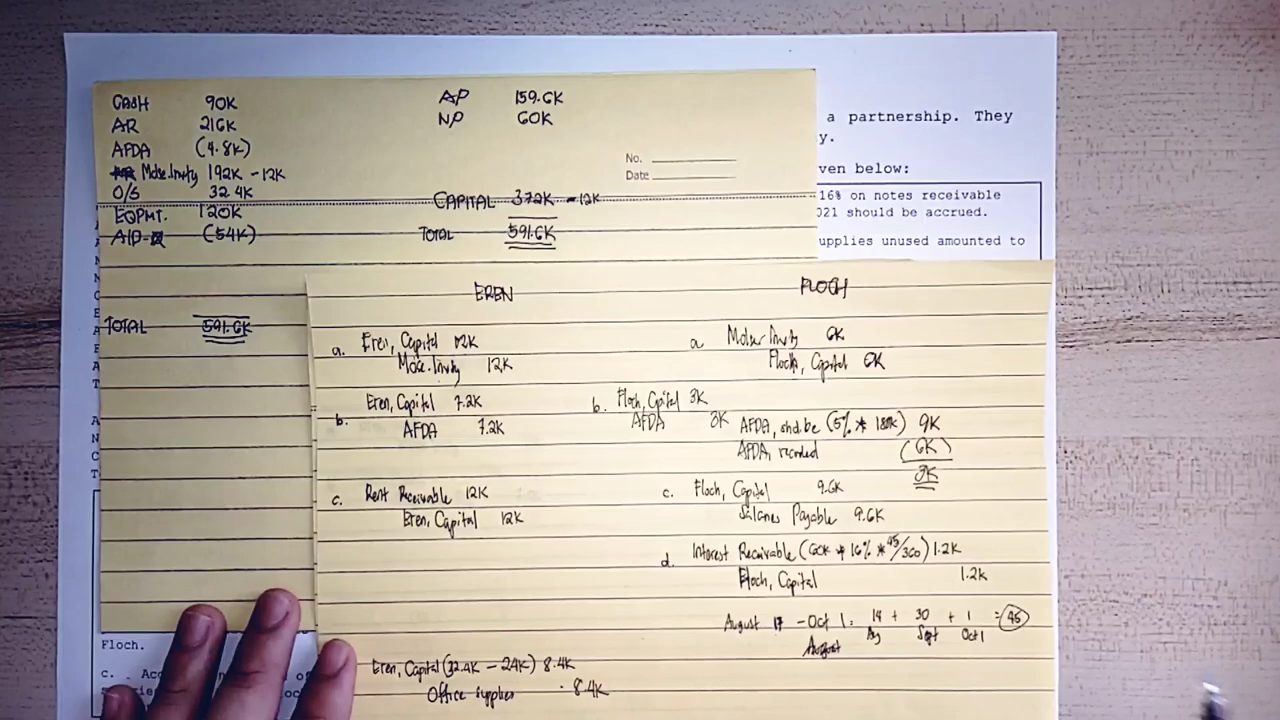 CASH 90K AP 159.6K
AR 216K NP 60K
AFDA (4.8K)
Mdse. Invty 192K - 12K
O/S 32.4K
CAPITAL 372K - 12K
EQPMT. 120K
A/D- (54K) TOTAL 591.6K
TOTAL 591.6K
No.
Date
a partnership. They
y.
ven below:
16% on notes receivable
021 should be accrued.
upplies unused amounted to
EREN
a. Eren, Capital 12K
Mdse. Invty 12K
Eren, Capital 7.2K
b.
AFDA 7.2K
c. Rent Receivable 12K
Eren, Capital 12K
Eren, Capital (32.4K - 24K) 8.4K
Office supplies 8.4K
FLOCH
a Mdse. Invty 6K
Floch, Capital 6K
b. Floch, Capital 3K
AFDA 3K
AFDA, shd. be (5% * 180K) 9K
AFDA, recorded (6K)
3K
c. Floch, Capital 9.6K
Salaries Payable 9.6K
d. Interest Receivable (60K * 16% * 45/360) 1.2K
Floch, Capital 1.2K
August 17 - Oct 1: 14 + 30 + 1 = 45
August Ag Sept Oct 1
Floch.
c. Acc